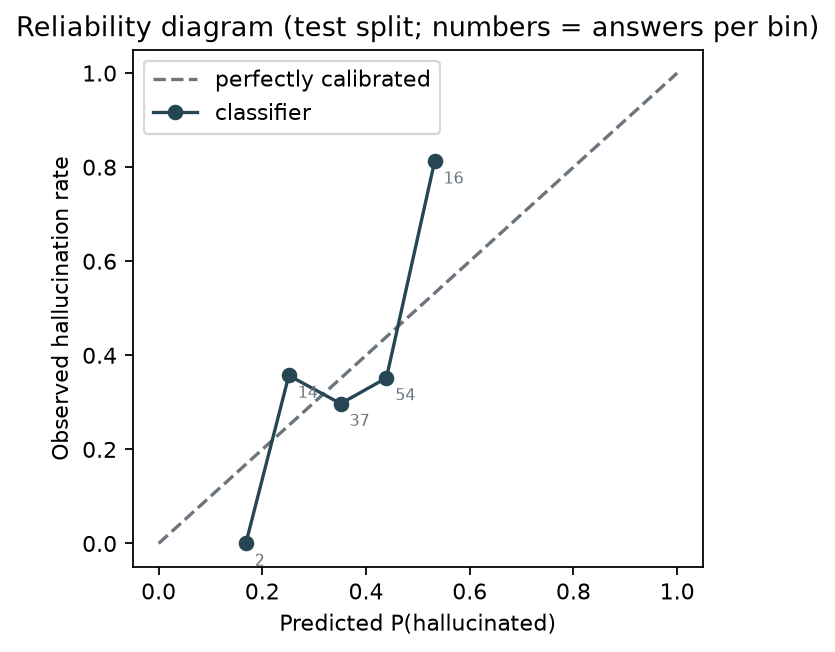 Reliability diagram (test split; numbers = answers per bin)
perfectly calibrated
classifier
Observed hallucination rate
1.0
0.8
0.6
0.4
0.2
0.0
16
14
54
37
2
0.0 0.2 0.4 0.6 0.8 1.0
Predicted P(hallucinated)